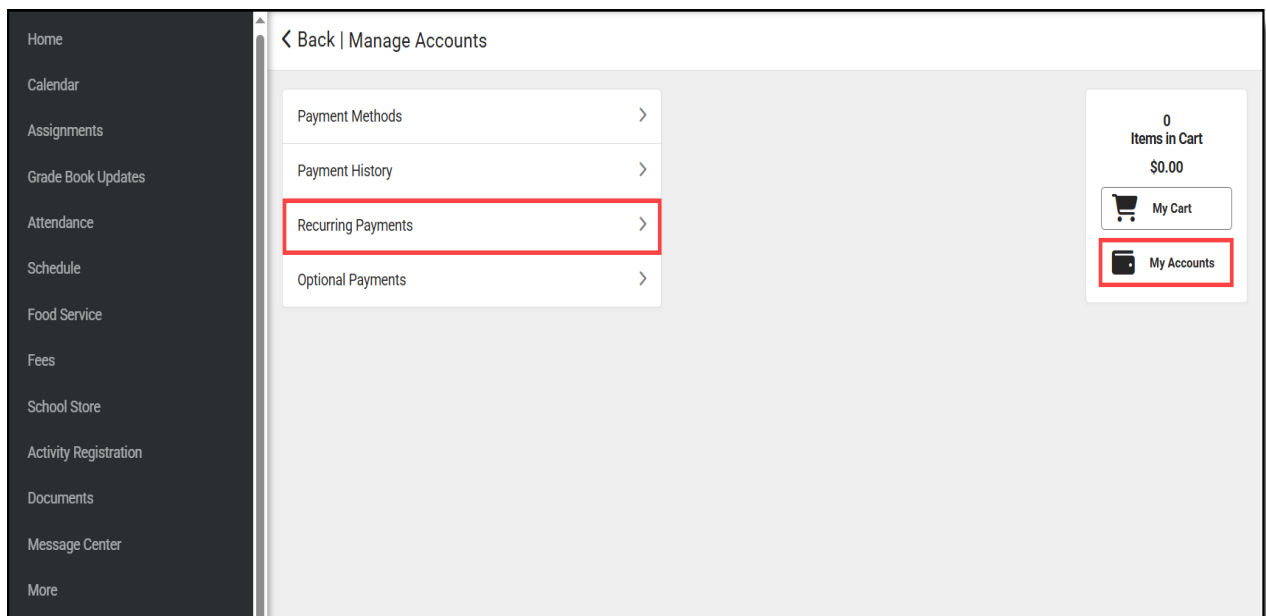 Home
Calendar
Assignments
Grade Book Updates
Attendance
Schedule
Food Service
Fees
School Store
Activity Registration
Documents
Message Center
More
Back | Manage Accounts
Payment Methods
Payment History
Recurring Payments
Optional Payments
0
Items in Cart
$0.00
My Cart
My Accounts